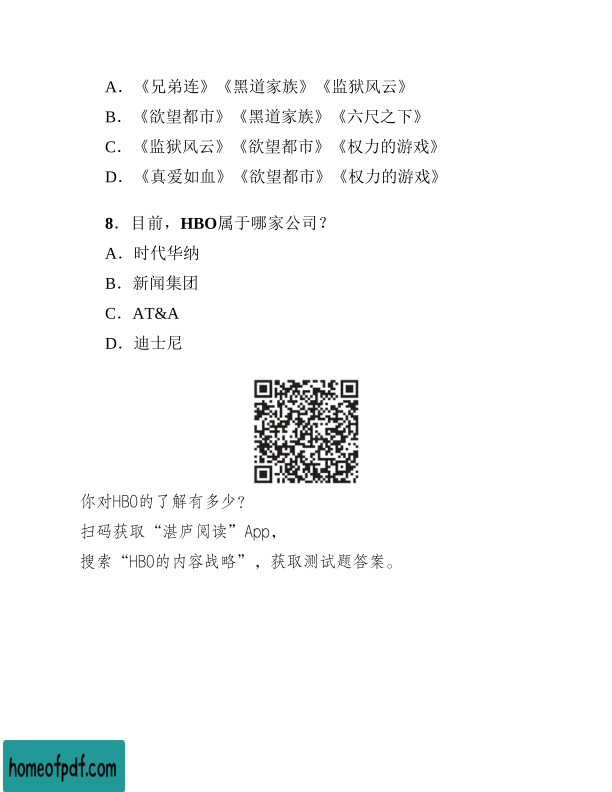 A. 《兄弟连》《黑道家族》《监狱风云》
B. 《欲望都市》《黑道家族》《六尺之下》
C. 《监狱风云》《欲望都市》《权力的游戏》
D. 《真爱如血》《欲望都市》《权力的游戏》
8. 目前，HBO属于哪家公司？
A. 时代华纳
B. 新闻集团
C. AT&A
D. 迪士尼
你对HBO的了解有多少？
扫码获取“湛庐阅读”App，
搜索“HBO的内容战略”，获取测试题答案。
homeofpdf.com